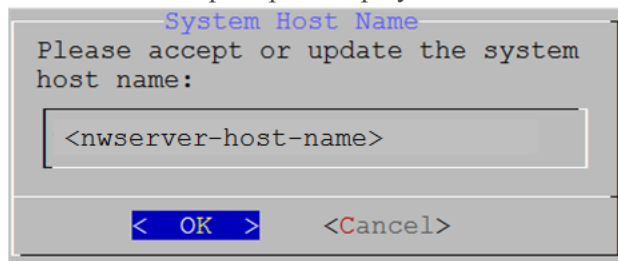 System Host Name
Please accept or update the system
host name:
<nwserver-host-name>
< OK > <Cancel>